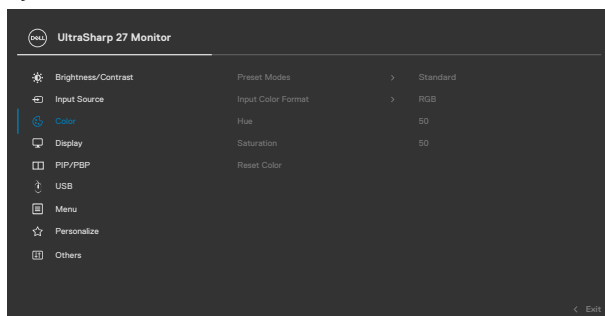 DELL UltraSharp 27 Monitor
Brightness/Contrast Preset Modes > Standard
Input Source Input Color Format > RGB
Color Hue 50
Display Saturation 50
PIP/PBP Reset Color
USB
Menu
Personalize
Others
< Exit